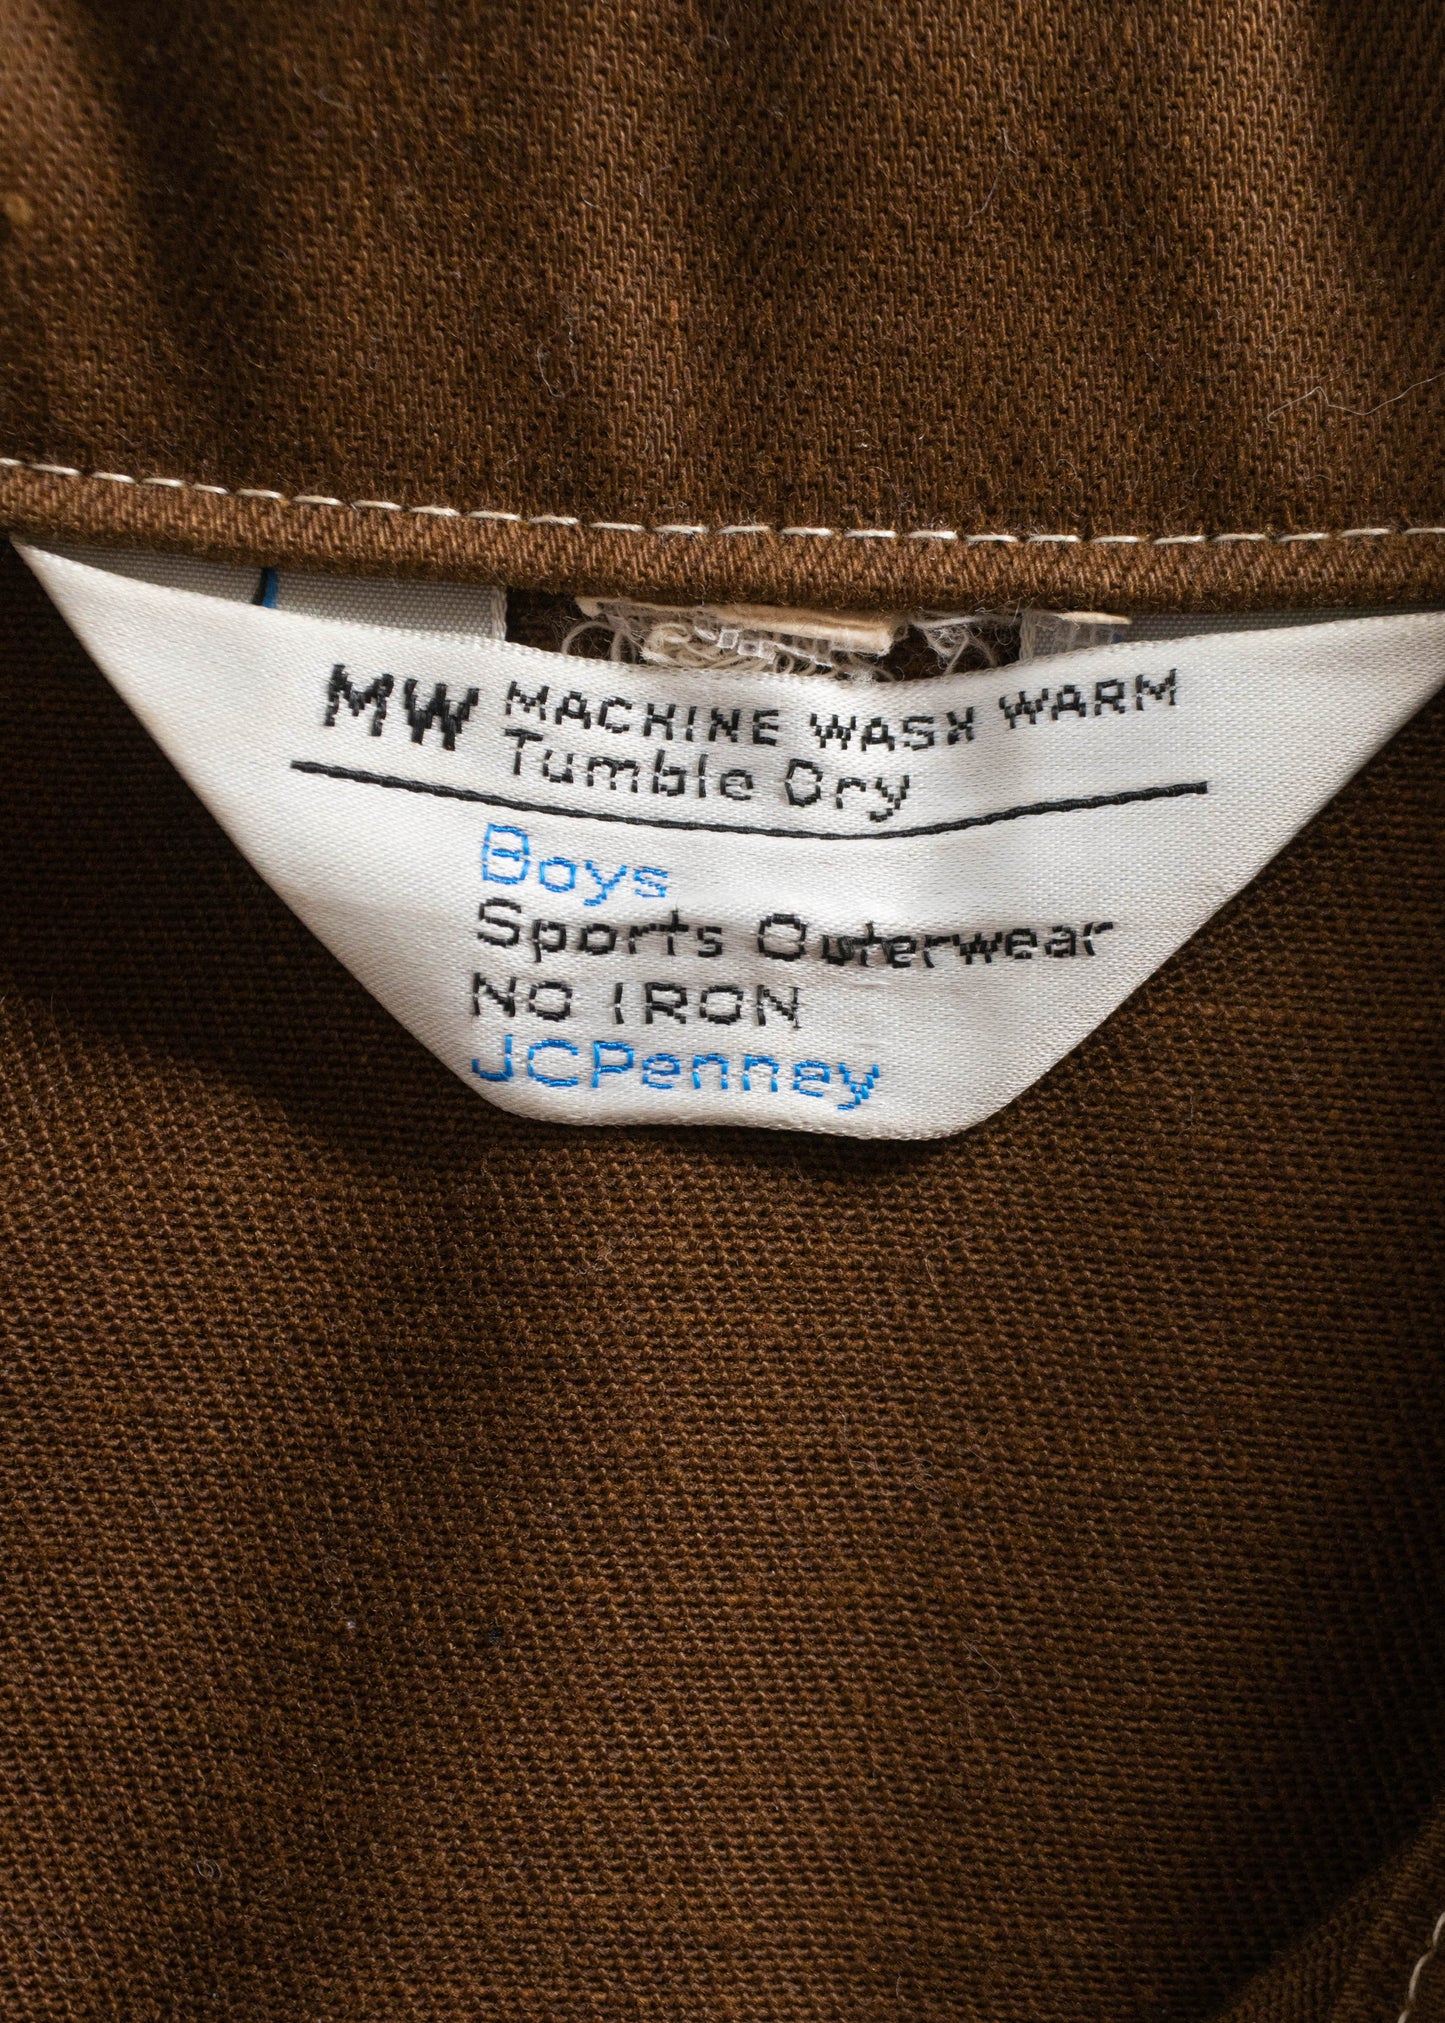 MW MACHINE WASH WARM
Tumble Dry
Boys
Sports Outerwear
NO IRON
JCPenney